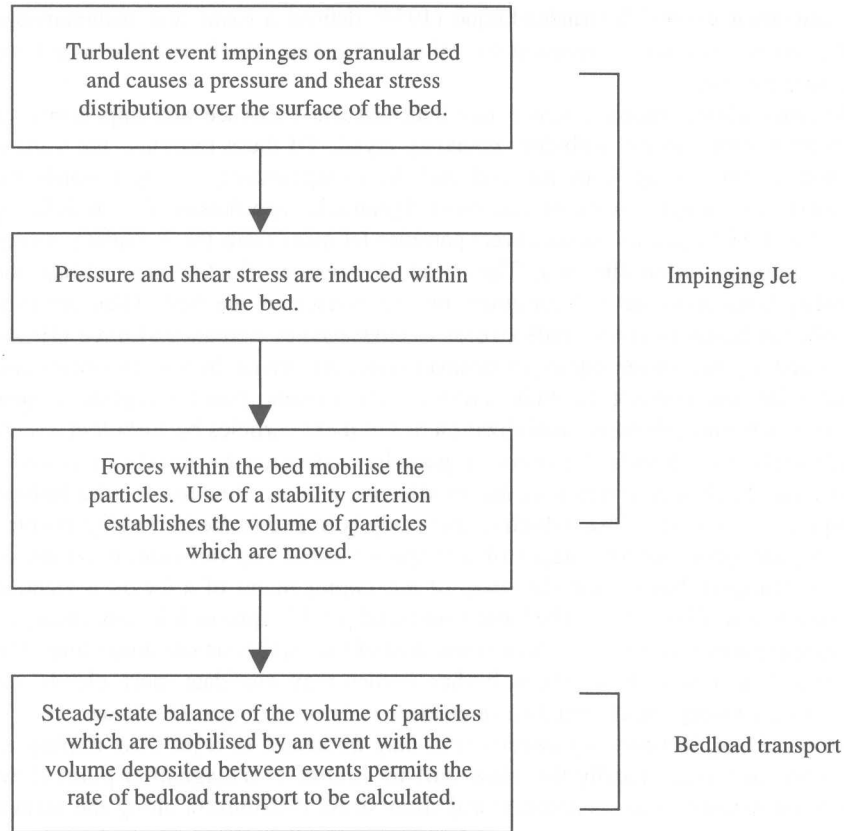 Turbulent event impinges on granular bed
and causes a pressure and shear stress
distribution over the surface of the bed.
Pressure and shear stress are induced within
the bed.
Impinging Jet
Forces within the bed mobilise the
particles. Use of a stability criterion
establishes the volume of particles
which are moved.
Steady-state balance of the volume of particles
which are mobilised by an event with the
volume deposited between events permits the
rate of bedload transport to be calculated.
Bedload transport